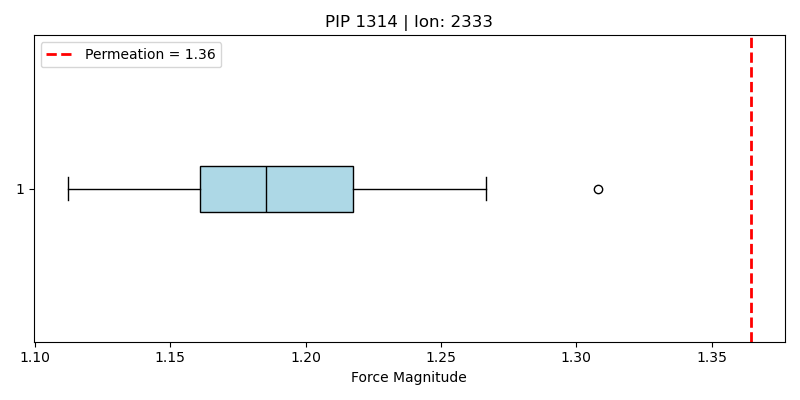 PIP 1314 | Ion: 2333
Permeation = 1.36
1
1.10 1.15 1.20 1.25 1.30 1.35
Force Magnitude